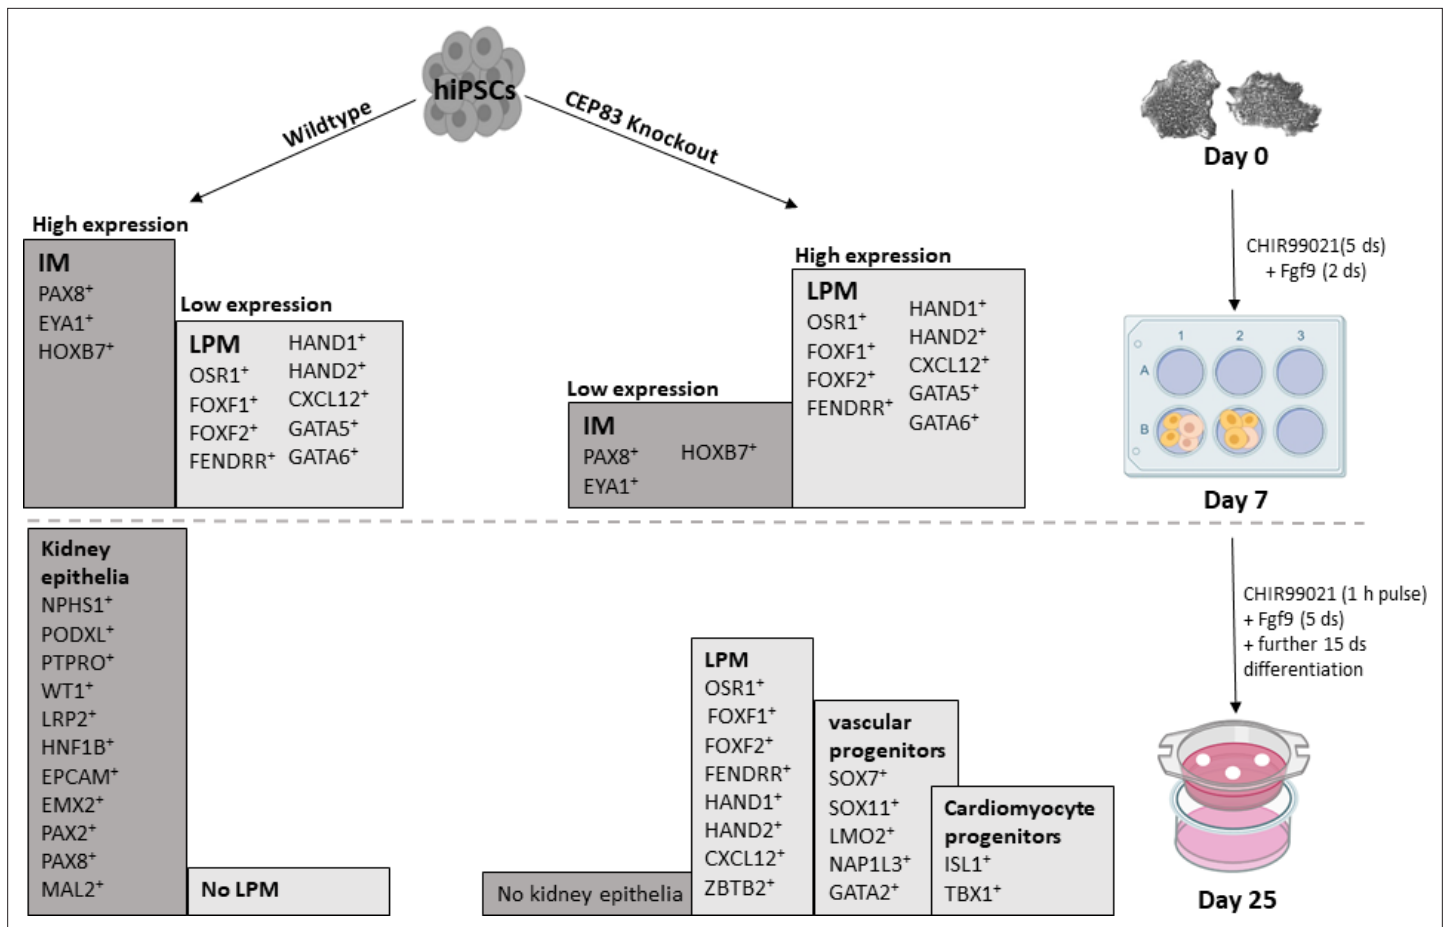 hiPSCs
Wildtype
CEP83 Knockout
Day 0
CHIR99021(5 ds)
+ Fgf9 (2 ds)
High expression
IM
PAX8+
EYA1+
HOXB7+
Low expression
LPM
OSR1+
FOXF1+
FOXF2+
FENDRR+
HAND1+
HAND2+
CXCL12+
GATA5+
GATA6+
Low expression
IM
PAX8+
EYA1+
HOXB7+
High expression
LPM
OSR1+
FOXF1+
FOXF2+
FENDRR+
HAND1+
HAND2+
CXCL12+
GATA5+
GATA6+
1 2 3
A
B
Day 7
Kidney
epithelia
NPHS1+
PODXL+
PTPRO+
WT1+
LRP2+
HNF1B+
EPCAM+
EMX2+
PAX2+
PAX8+
MAL2+
No LPM
No kidney epithelia
LPM
OSR1+
FOXF1+
FOXF2+
FENDRR+
HAND1+
HAND2+
CXCL12+
ZBTB2+
vascular
progenitors
SOX7+
SOX11+
LMO2+
NAP1L3+
GATA2+
Cardiomyocyte
progenitors
ISL1+
TBX1+
CHIR99021 (1 h pulse)
+ Fgf9 (5 ds)
+ further 15 ds
differentiation
Day 25